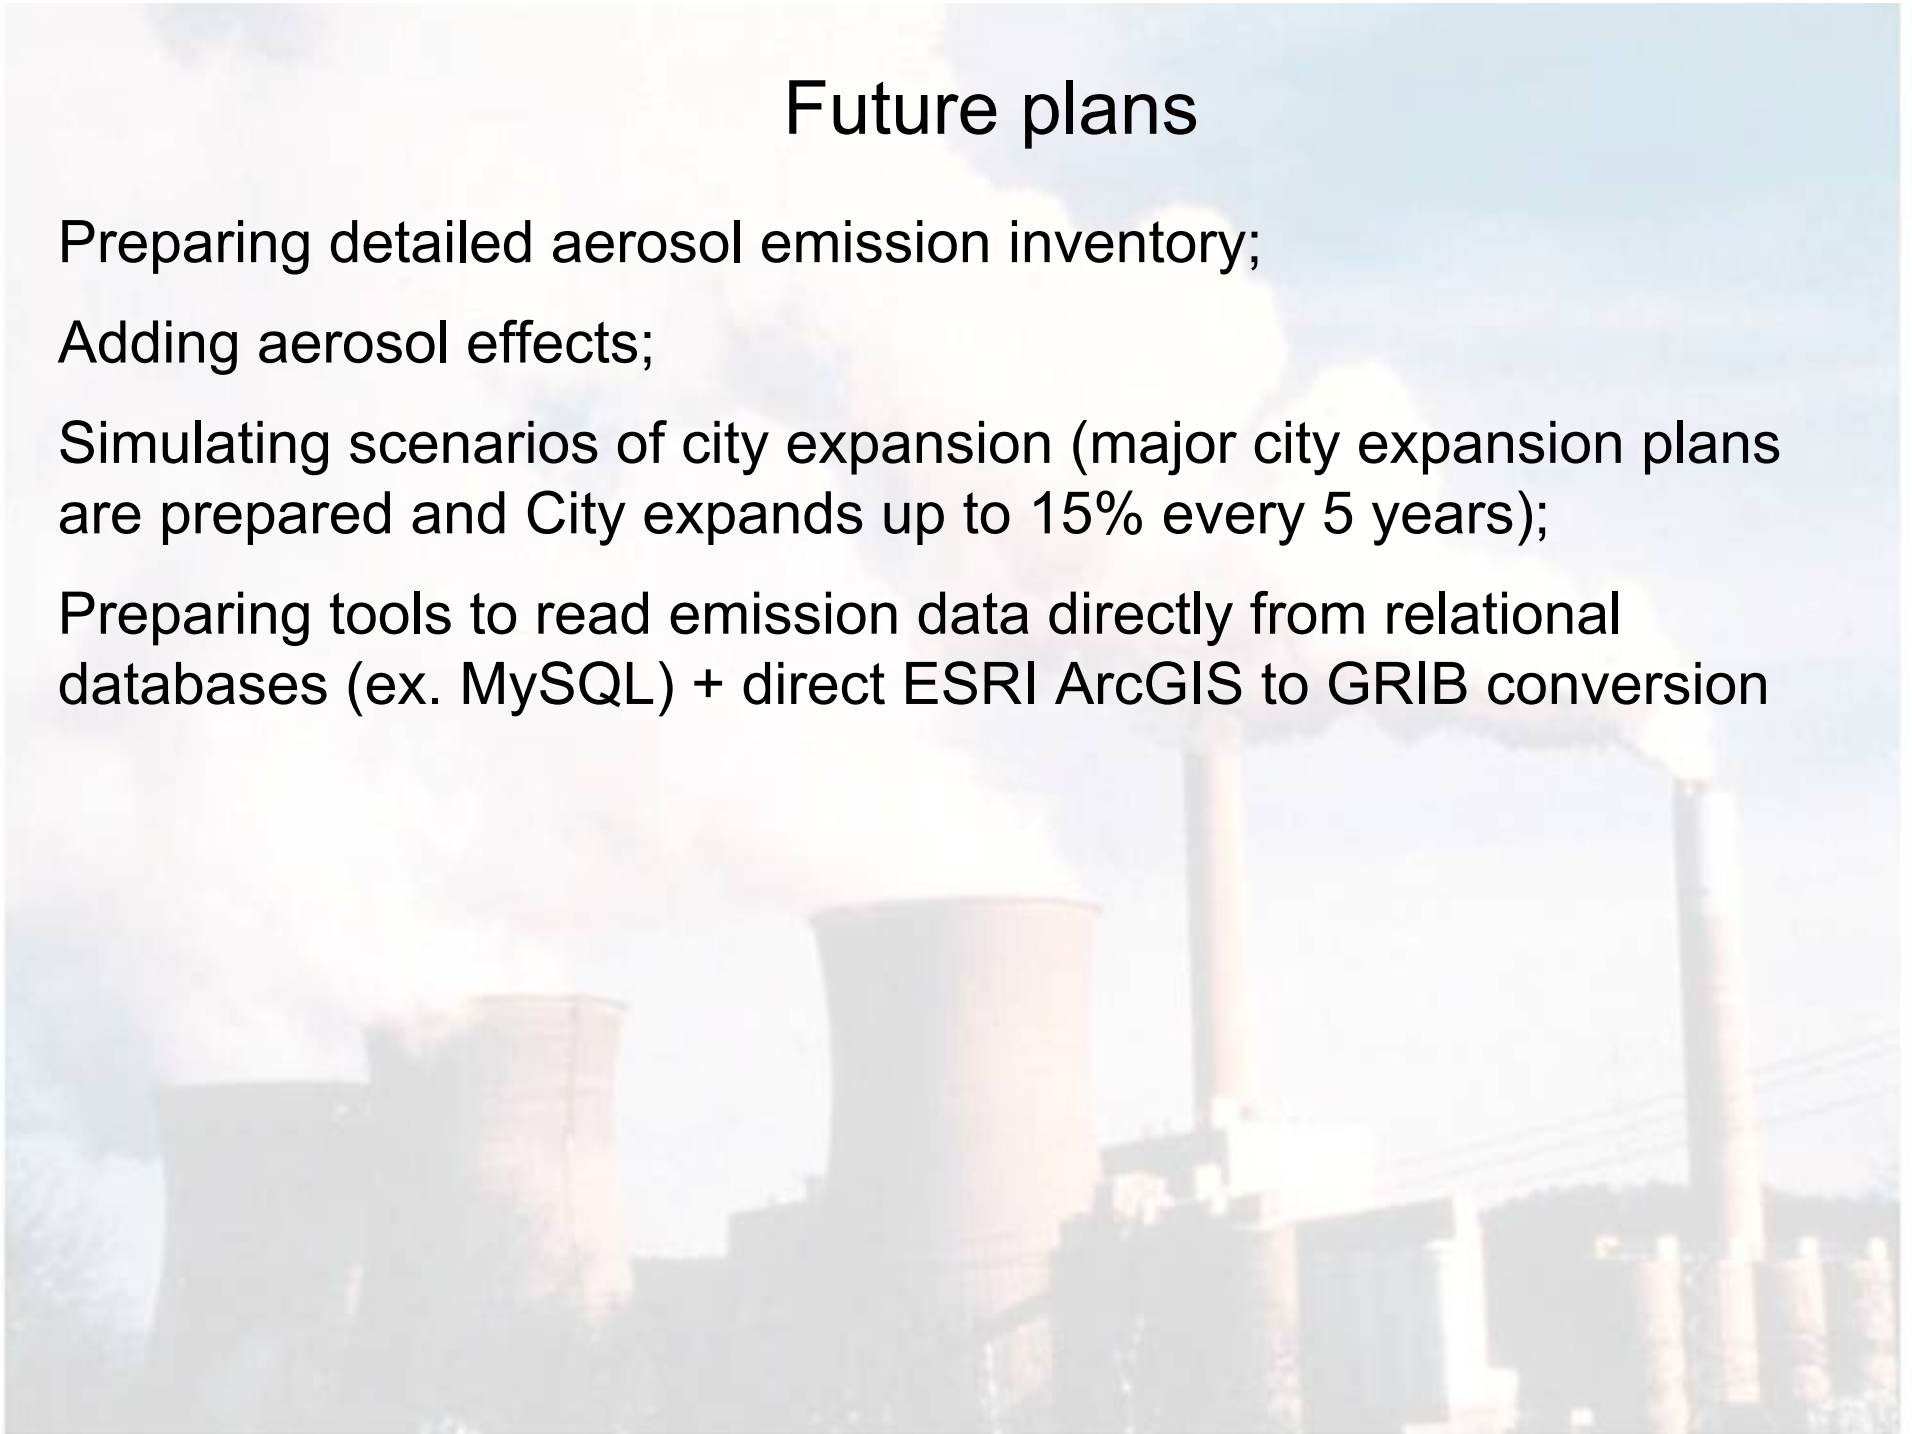 Future plans
Preparing detailed aerosol emission inventory;
Adding aerosol effects;
Simulating scenarios of city expansion (major city expansion plans
are prepared and City expands up to 15% every 5 years);
Preparing tools to read emission data directly from relational
databases (ex. MySQL) + direct ESRI ArcGIS to GRIB conversion